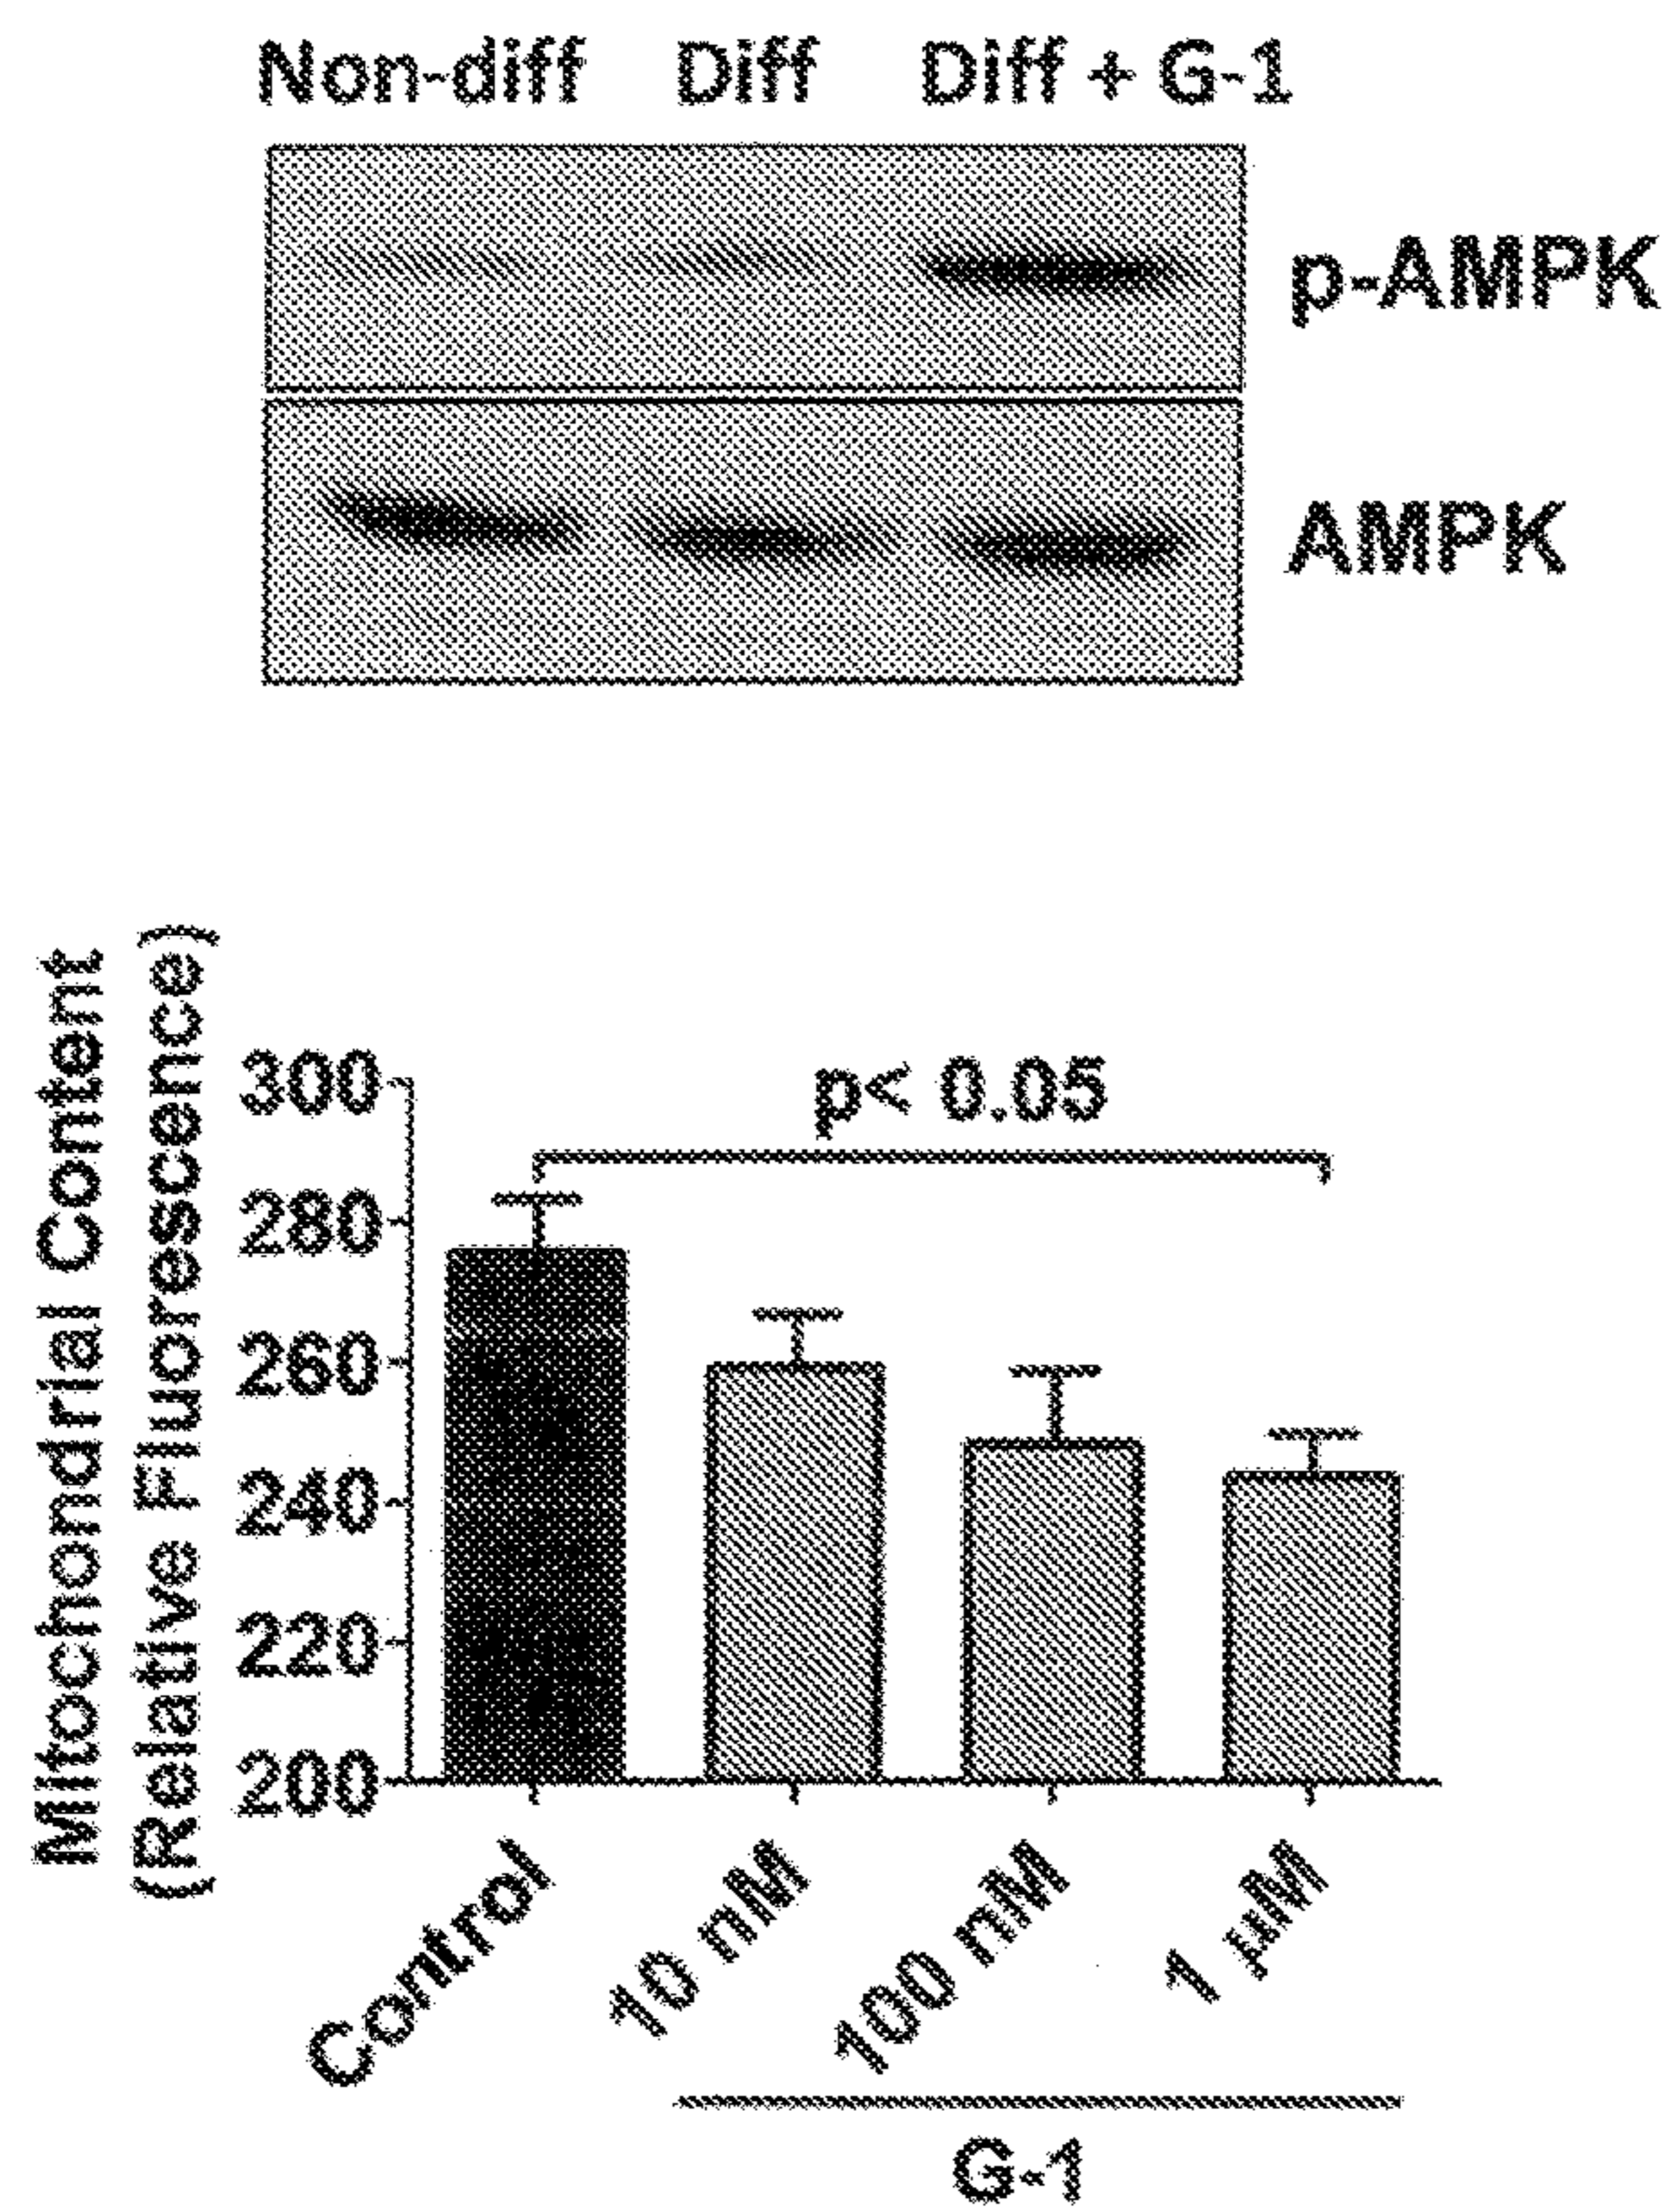 Non-diff Diff Diff + G-1
p-AMPK
AMPK
Mitochondrial Content
(Relative Fluorescence)
300
280
260
240
220
200
p< 0.05
Control 10 nM 100 nM 1 µM
G-1